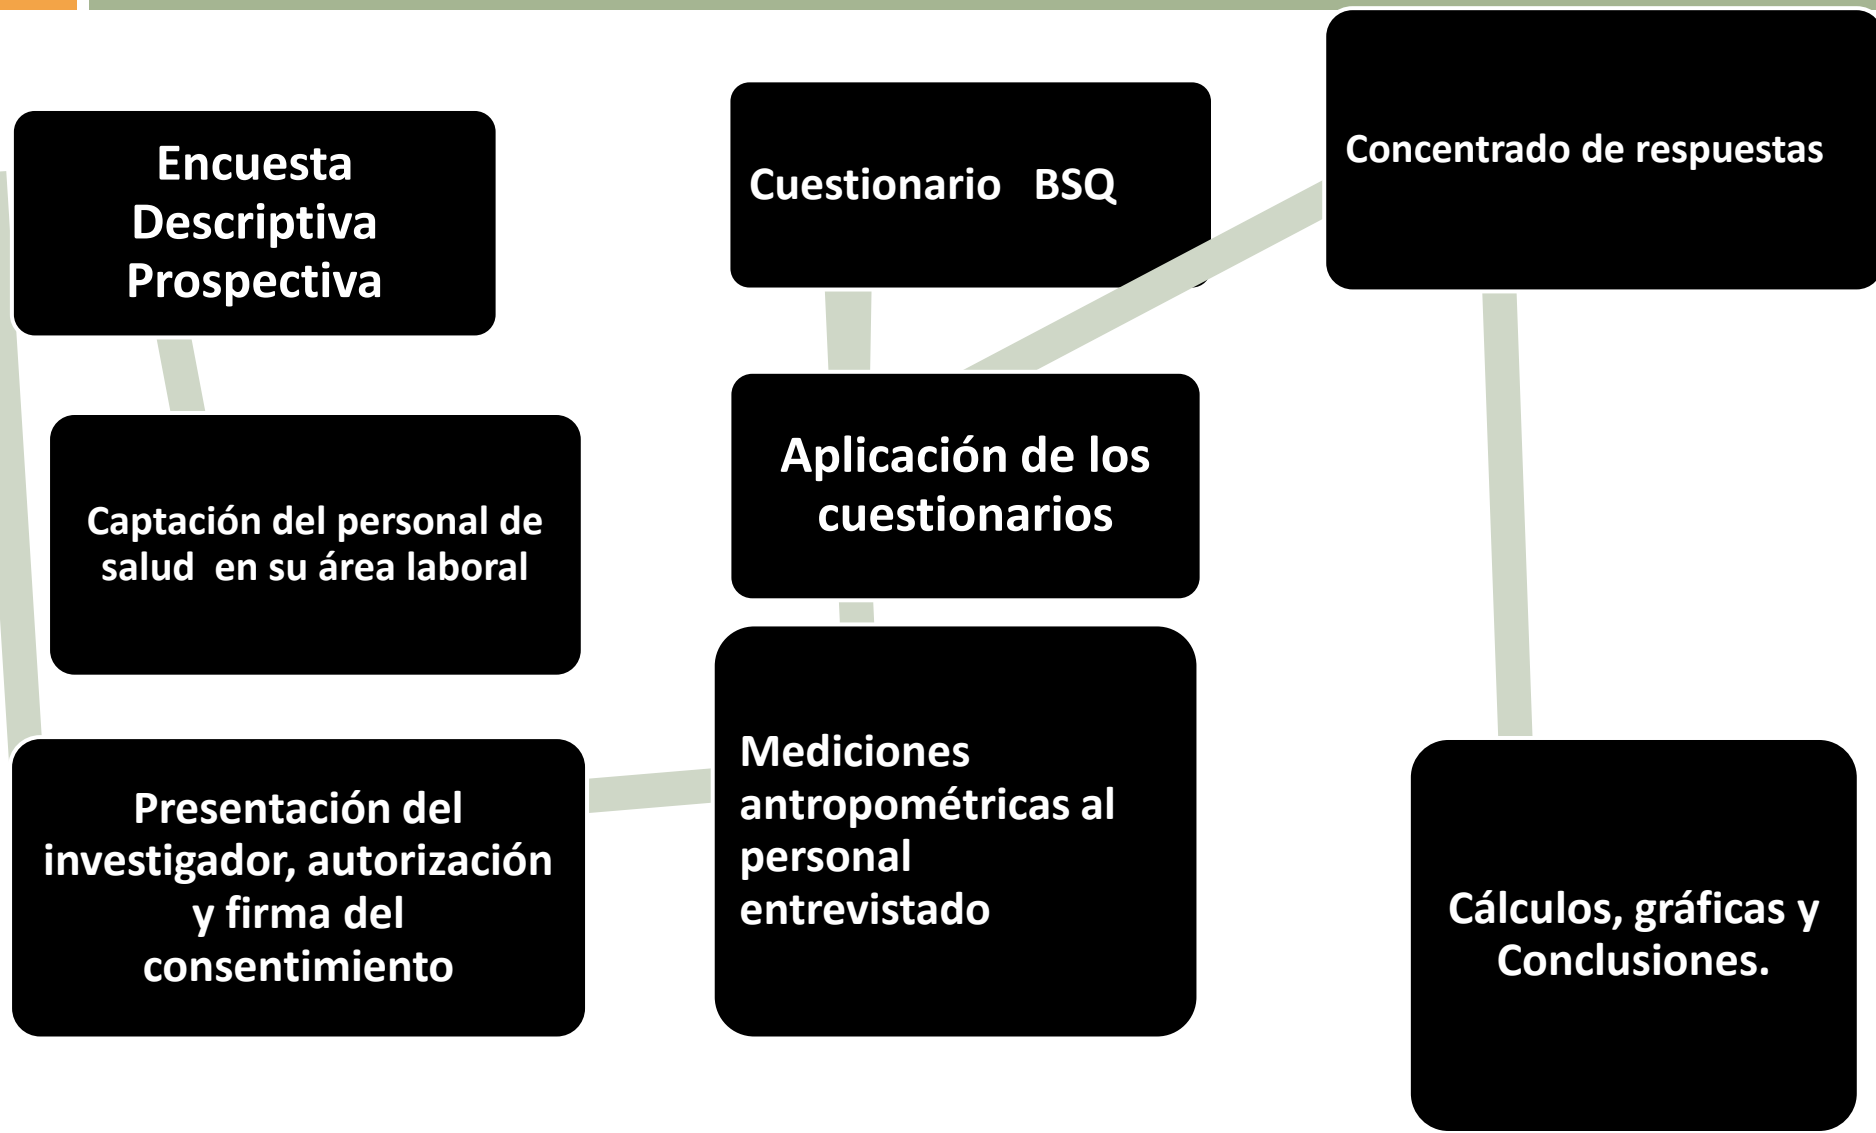 Encuesta
Descriptiva
Prospectiva
Captación del personal de
salud en su área laboral
Presentación del
investigador, autorización
y firma del
consentimiento
Cuestionario BSQ
Aplicación de los
cuestionarios
Mediciones
antropométricas al
personal
entrevistado
Concentrado de respuestas
Cálculos, gráficas y
Conclusiones.